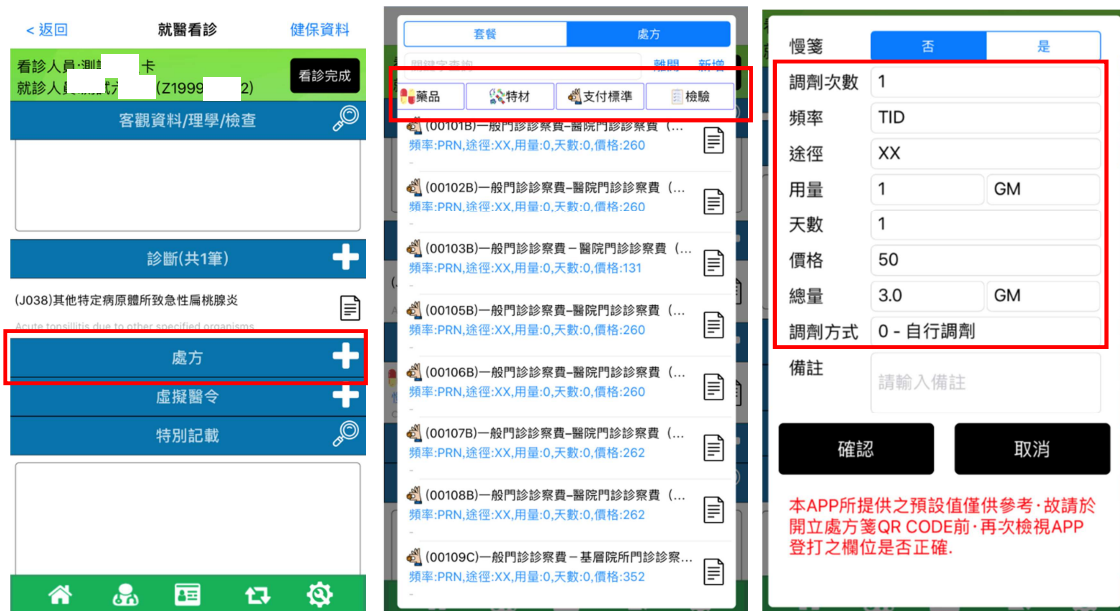 < 返回 就醫看診 健保資料
看診人員:測 卡
就診人員 試六 (Z1999 2)
看診完成
客觀資料/理學/檢查
診斷(共1筆)
(J038)其他特定病原體所致急性扁桃腺炎
Acute tonsillitis due to other specified organisms
處方
虛擬醫令
特別記載
套餐 處方
關鍵字查詢 離開 新增
藥品 特材 支付標準 檢驗
(00101B)一般門診診察費–醫院門診診察費 (...
頻率:PRN,途徑:XX,用量:0,天數:0,價格:260
-
(00102B)一般門診診察費–醫院門診診察費 (...
頻率:PRN,途徑:XX,用量:0,天數:0,價格:260
-
(00103B)一般門診診察費–醫院門診診察費 (...
頻率:PRN,途徑:XX,用量:0,天數:0,價格:131
-
(00105B)一般門診診察費–醫院門診診察費 (...
頻率:PRN,途徑:XX,用量:0,天數:0,價格:260
-
(00106B)一般門診診察費–醫院門診診察費 (...
頻率:PRN,途徑:XX,用量:0,天數:0,價格:260
-
(00107B)一般門診診察費–醫院門診診察費 (...
頻率:PRN,途徑:XX,用量:0,天數:0,價格:262
-
(00108B)一般門診診察費–醫院門診診察費 (...
頻率:PRN,途徑:XX,用量:0,天數:0,價格:262
-
(00109C)一般門診診察費–基層院所門診診察...
頻率:PRN,途徑:XX,用量:0,天數:0,價格:352
-
慢箋 否 是
調劑次數 1
頻率 TID
途徑 XX
用量 1 GM
天數 1
價格 50
總量 3.0 GM
調劑方式 0 - 自行調劑
備註 請輸入備註
確認 取消
本APP所提供之預設值僅供參考·故請於
開立處方箋QR CODE前·再次檢視APP
登打之欄位是否正確.